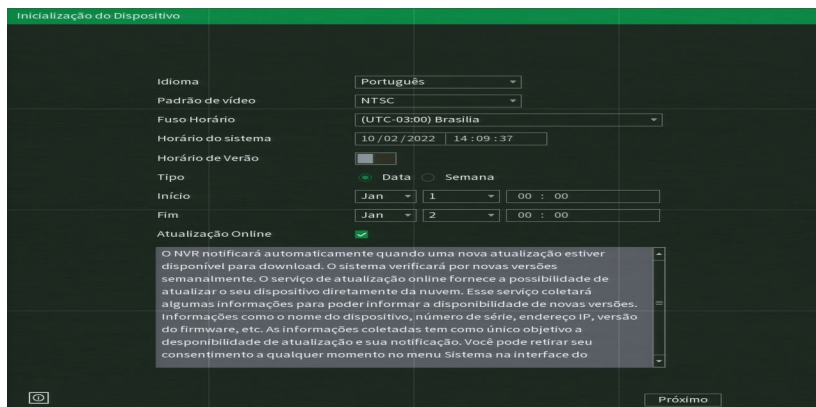 Inicialização do Dispositivo
Idioma Português
Padrão de vídeo NTSC
Fuso Horário (UTC-03:00) Brasilia
Horário do sistema 10/02/2022 14:09:37
Horário de Verão
Tipo Data Semana
Início Jan 1 00 : 00
Fim Jan 2 00 : 00
Atualização Online
O NVR notificará automaticamente quando uma nova atualização estiver
disponível para download. O sistema verificará por novas versões
semanalmente. O serviço de atualização online fornece a possibilidade de
atualizar o seu dispositivo diretamente da nuvem. Esse serviço coletará
algumas informações para poder informar a disponibilidade de novas versões.
Informações como o nome do dispositivo, número de série, endereço IP, versão
do firmware, etc. As informações coletadas tem como único objetivo a
desponibilidade de atualização e sua notificação. Você pode retirar seu
consentimento a qualquer momento no menu Sistema na interface do
Próximo